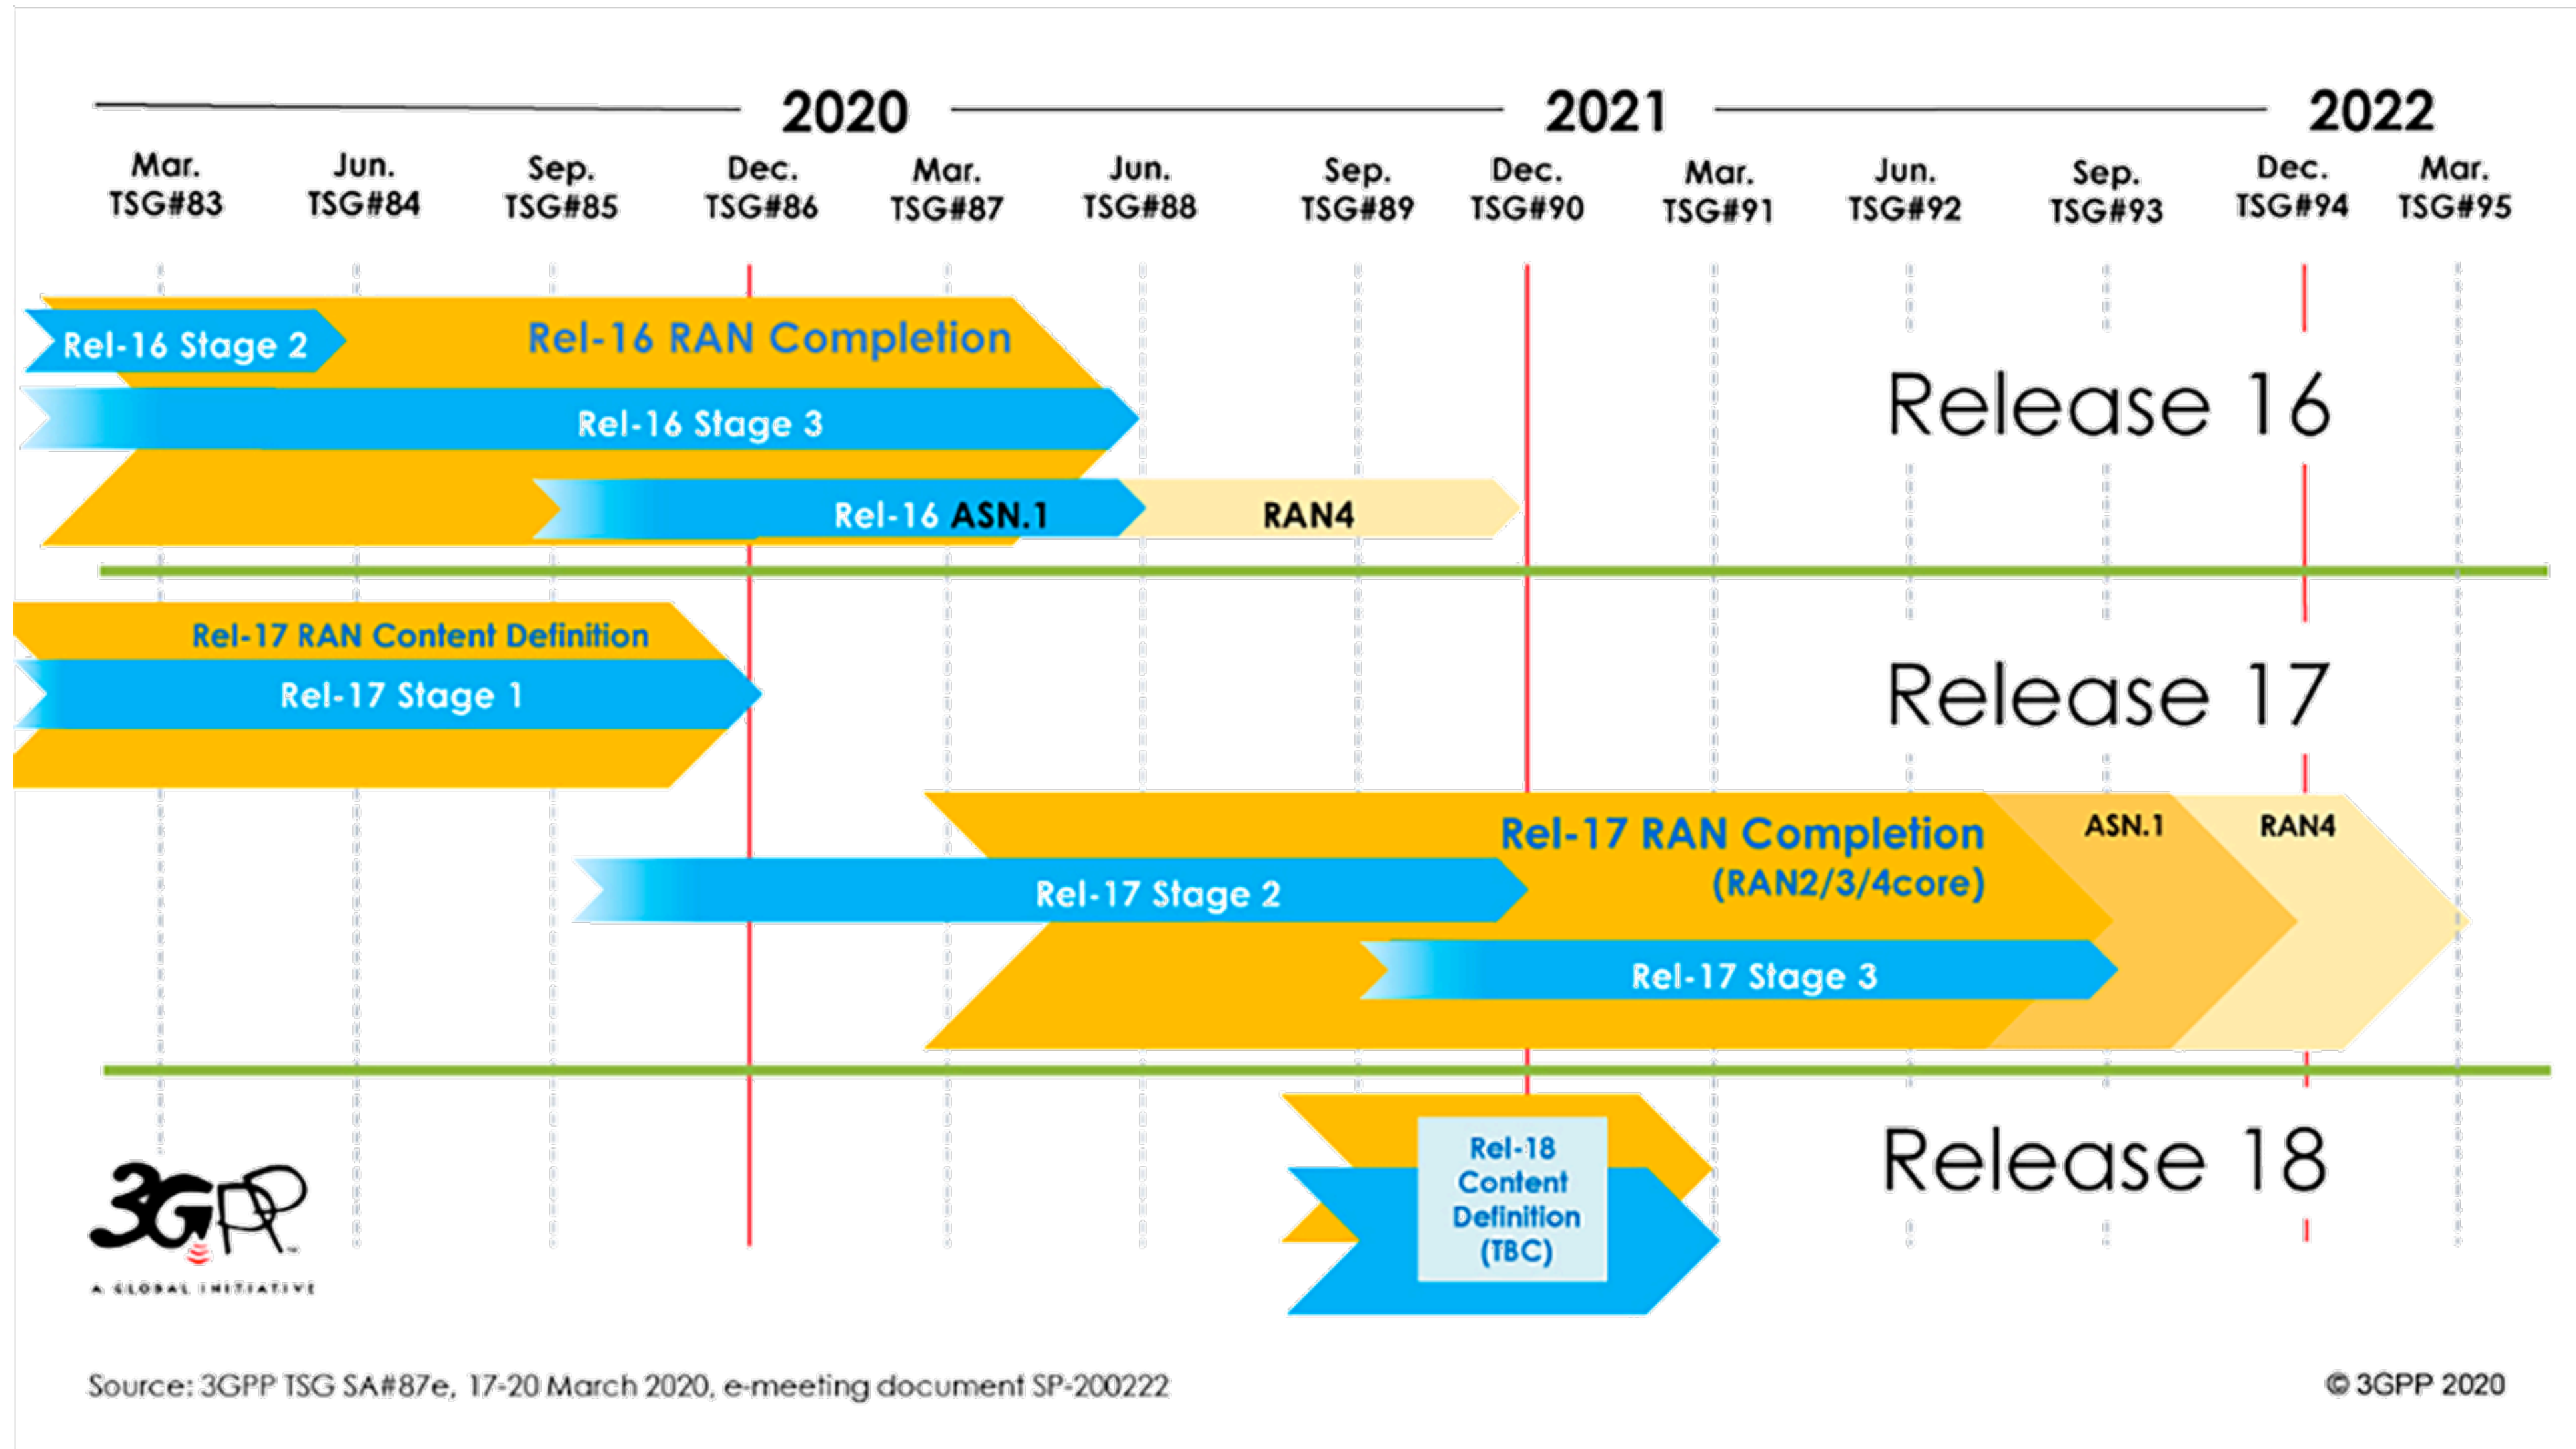 2020
2021
2022
Mar.
TSG#83
Jun.
TSG#84
Sep.
TSG#85
Dec.
TSG#86
Mar.
TSG#87
Jun.
TSG#88
Sep.
TSG#89
Dec.
TSG#90
Mar.
TSG#91
Jun.
TSG#92
Sep.
TSG#93
Dec.
TSG#94
Mar.
TSG#95
Rel-16 RAN Completion
Rel-16 Stage 2
Rel-16 Stage 3
Rel-16 ASN.1
RAN4
Release 16
Rel-17 RAN Content Definition
Rel-17 Stage 1
Release 17
Rel-17 RAN Completion
(RAN2/3/4core)
ASN.1
RAN4
Rel-17 Stage 2
Rel-17 Stage 3
Rel-18
Content
Definition
(TBC)
Release 18
3GPP
A GLOBAL INITIATIVE
Source: 3GPP TSG SA#87e, 17-20 March 2020, e-meeting document SP-200222
© 3GPP 2020